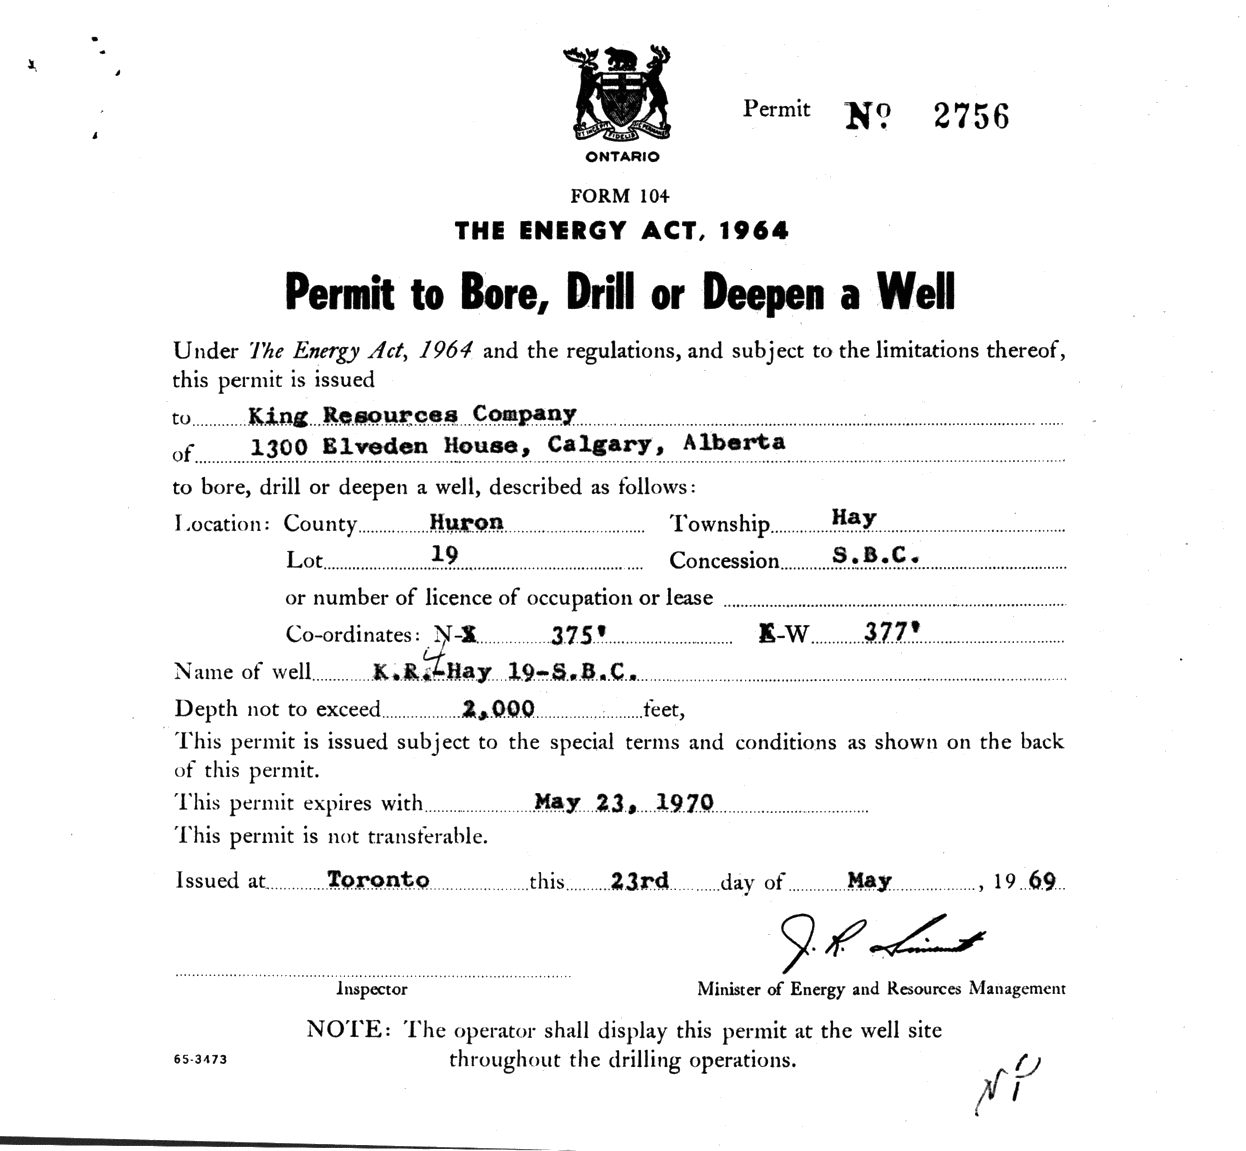 Permit No. 2756
ONTARIO
FORM 104
THE ENERGY ACT, 1964
Permit to Bore, Drill or Deepen a Well
Under The Energy Act, 1964 and the regulations, and subject to the limitations thereof,
this permit is issued
to King Resources Company
of 1300 Elveden House, Calgary, Alberta
to bore, drill or deepen a well, described as follows:
Location: County Huron Township Hay
Lot 19 Concession S.B.C.
or number of licence of occupation or lease
Co-ordinates: N- 375' -W 377'
Name of well K.R. 4-Hay 19-S.B.C.
Depth not to exceed 2,000 feet,
This permit is issued subject to the special terms and conditions as shown on the back
of this permit.
This permit expires with May 23, 1970
This permit is not transferable.
Issued at Toronto this 23rd day of May, 1969
J. R.
Inspector Minister of Energy and Resources Management
NOTE: The operator shall display this permit at the well site
65-3473 throughout the drilling operations.